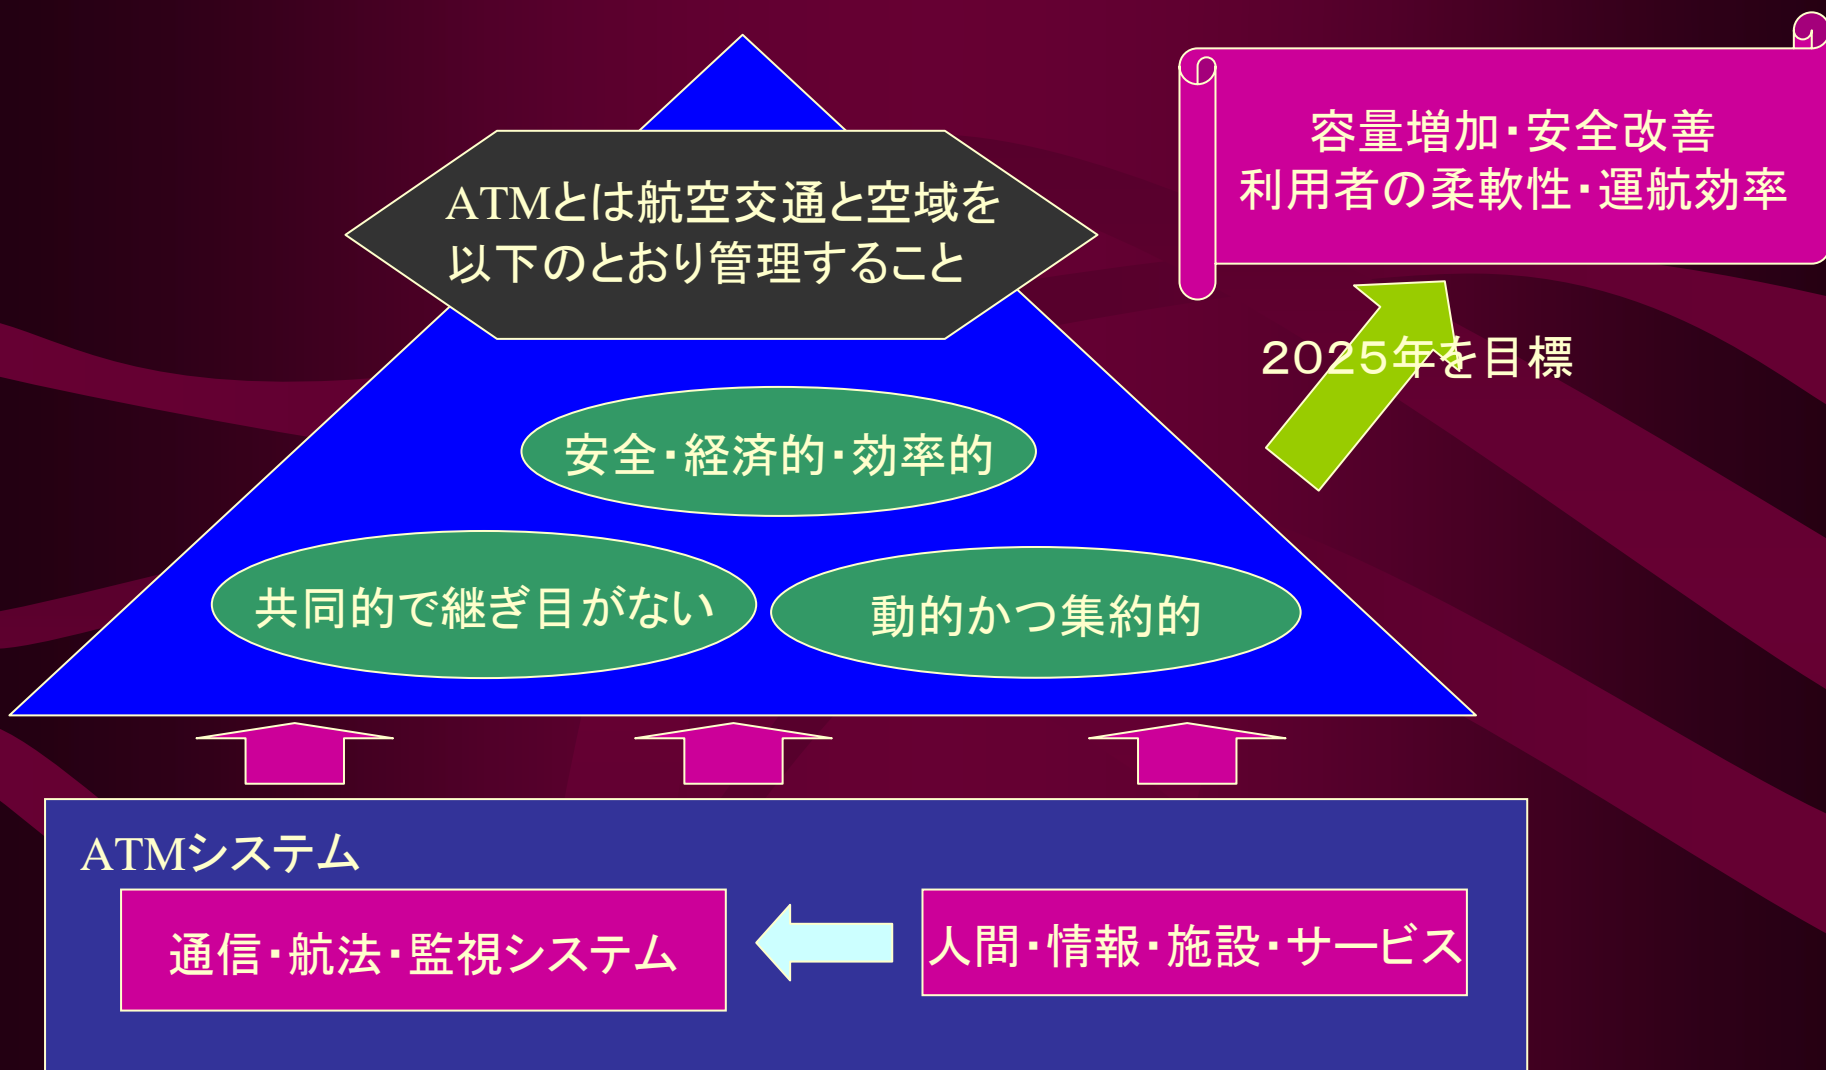 容量増加・安全改善
利用者の柔軟性・運航効率
ATMとは航空交通と空域を
以下のとおり管理すること
２０２５年を目標
安全・経済的・効率的
共同的で継ぎ目がない
動的かつ集約的
ATMシステム
通信・航法・監視システム
人間・情報・施設・サービス